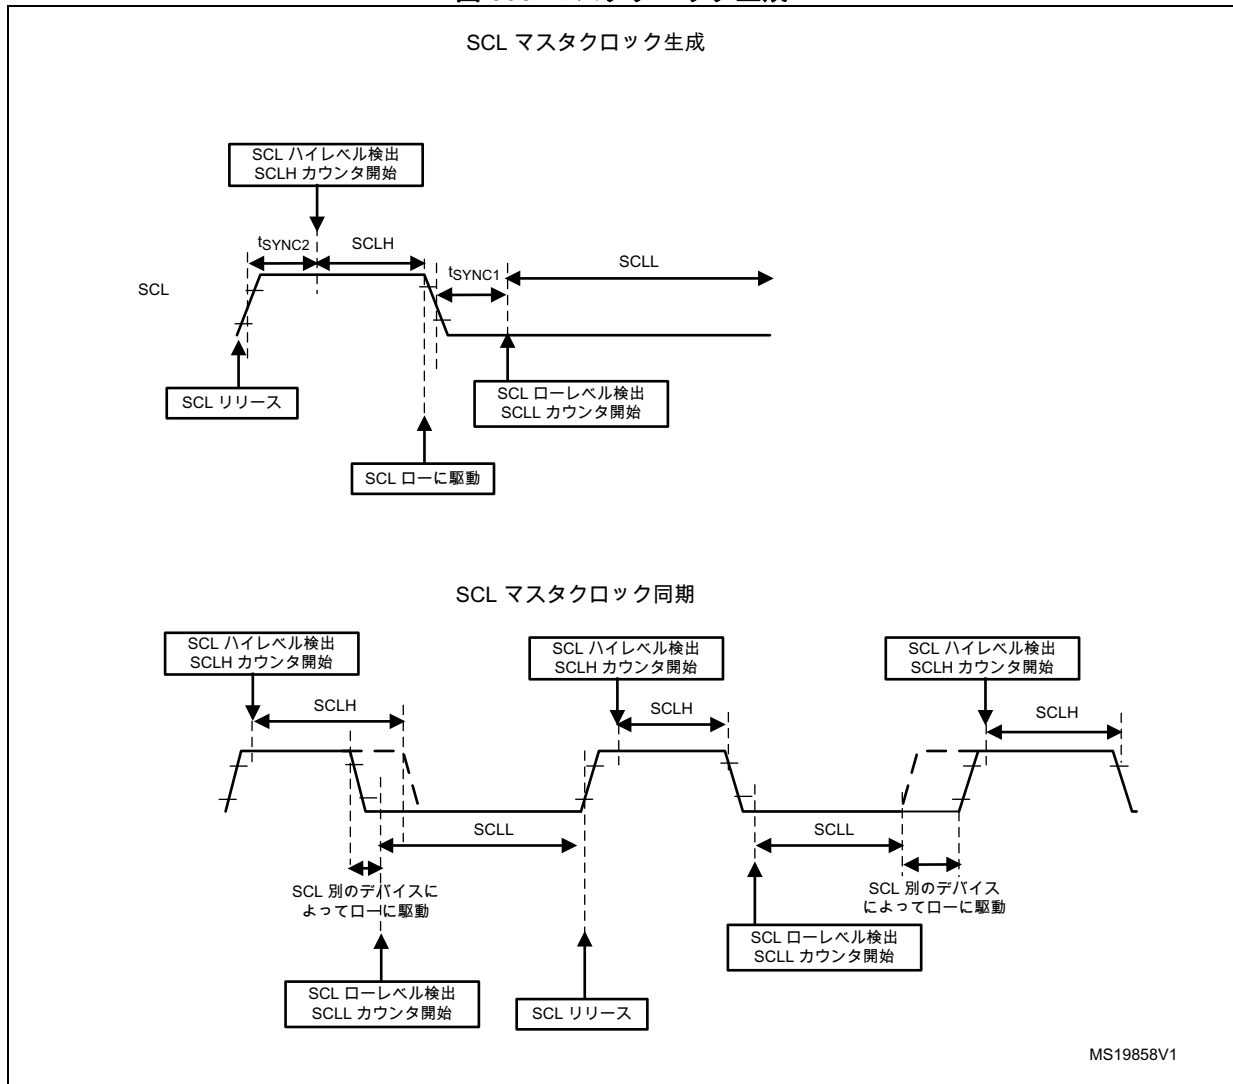 SCL マスタクロック生成
SCL ハイレベル検出
SCLH カウンタ開始
tSYNC2
SCLH
SCLL
tSYNC1
SCL
SCL リリース
SCL ローレベル検出
SCLL カウンタ開始
SCL ローに駆動
SCL マスタクロック同期
SCL ハイレベル検出
SCLH カウンタ開始
SCL ハイレベル検出
SCLH カウンタ開始
SCL ハイレベル検出
SCLH カウンタ開始
SCLH
SCLH
SCLH
SCLL
SCLL
SCL 別のデバイスに
よってローに駆動
SCL 別のデバイス
によってローに駆動
SCL ローレベル検出
SCLL カウンタ開始
SCL ローレベル検出
SCLL カウンタ開始
SCL リリース
MS19858V1